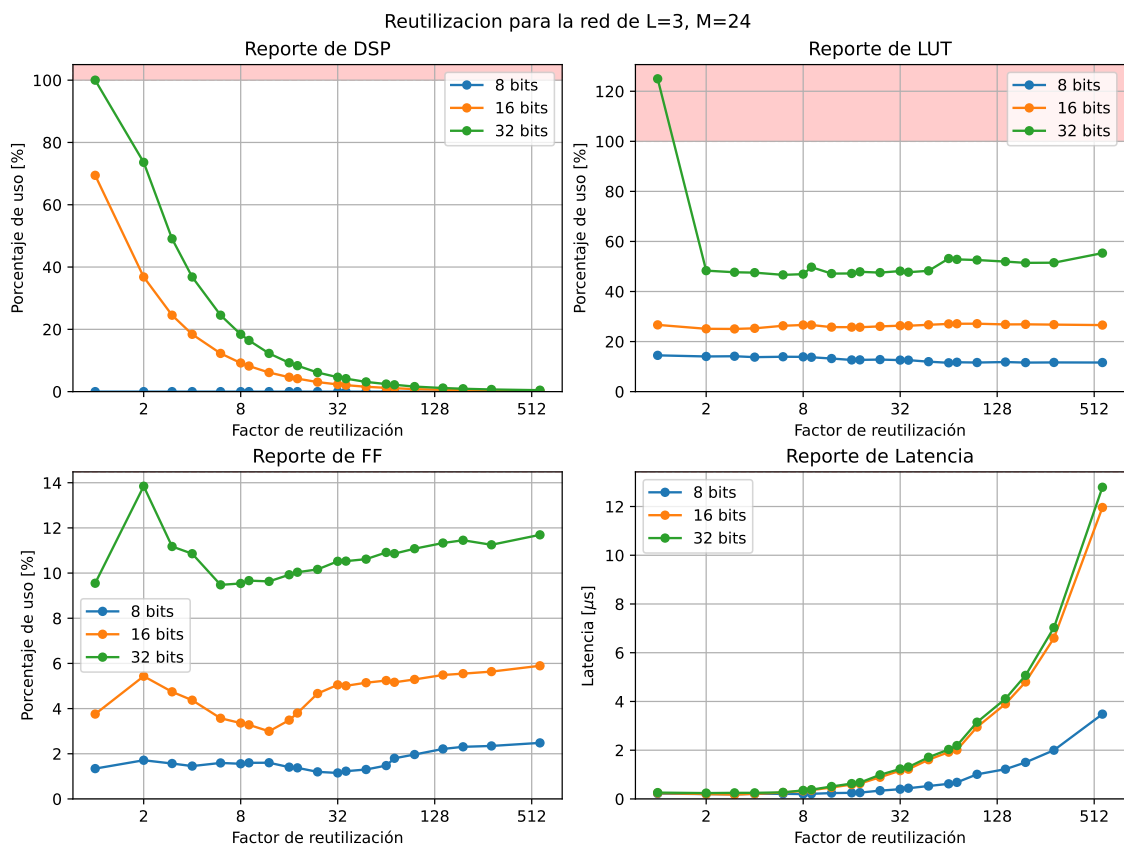 Reutilizacion para la red de L=3, M=24
Reporte de DSP
Porcentaje de uso [%]
100
80
60
40
20
0
8 bits
16 bits
32 bits
2 8 32 128 512
Factor de reutilización
Reporte de LUT
Porcentaje de uso [%]
120
100
80
60
40
20
0
8 bits
16 bits
32 bits
2 8 32 128 512
Factor de reutilización
Reporte de FF
Porcentaje de uso [%]
14
12
10
8
6
4
2
0
8 bits
16 bits
32 bits
2 8 32 128 512
Factor de reutilización
Reporte de Latencia
Latencia [μs]
12
10
8
6
4
2
0
8 bits
16 bits
32 bits
2 8 32 128 512
Factor de reutilización